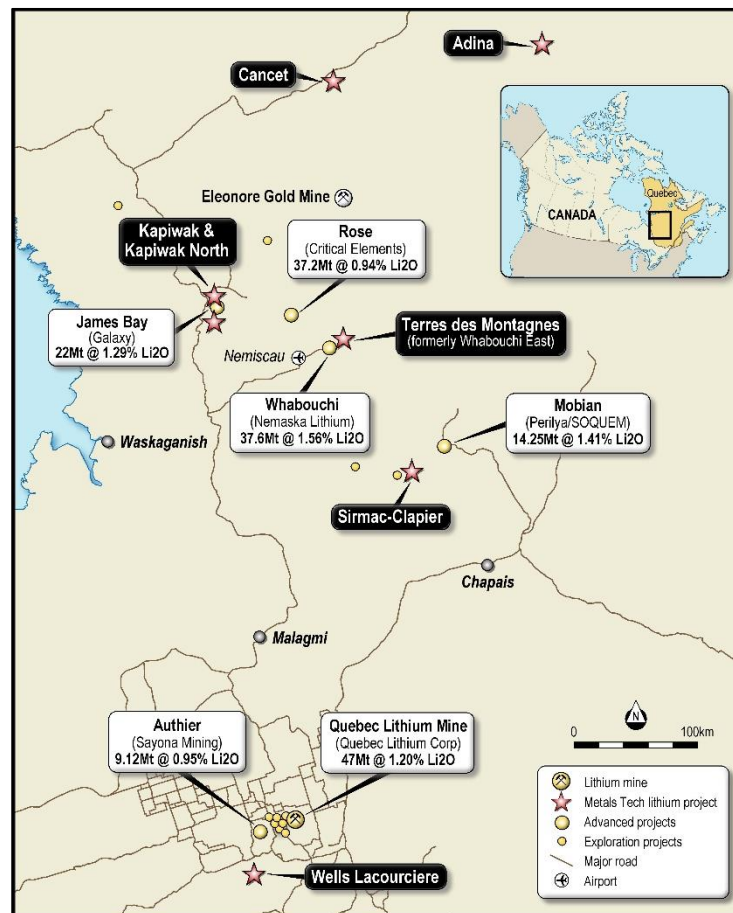 Adina
Cancet
Quebec
CANADA
Eleonore Gold Mine
Kapiwak &
Kapiwak North
Rose
(Critical Elements)
37.2Mt @ 0.94% Li2O
James Bay
(Galaxy)
22Mt @ 1.29% Li2O
Terres des Montagnes
(formerly Whabouchi East)
Nemiscau
Whabouchi
(Nemaska Lithium)
37.6Mt @ 1.56% Li2O
Mobian
(Perilya/SOQUEM)
14.25Mt @ 1.41% Li2O
Waskaganish
Sirmac-Clapier
Chapais
Malagmi
Authier
(Sayona Mining)
9.12Mt @ 0.95% Li2O
Quebec Lithium Mine
(Quebec Lithium Corp)
47Mt @ 1.20% Li2O
N
0 100km
Lithium mine
Metals Tech lithium project
Advanced projects
Exploration projects
Major road
Airport
Wells Lacourciere